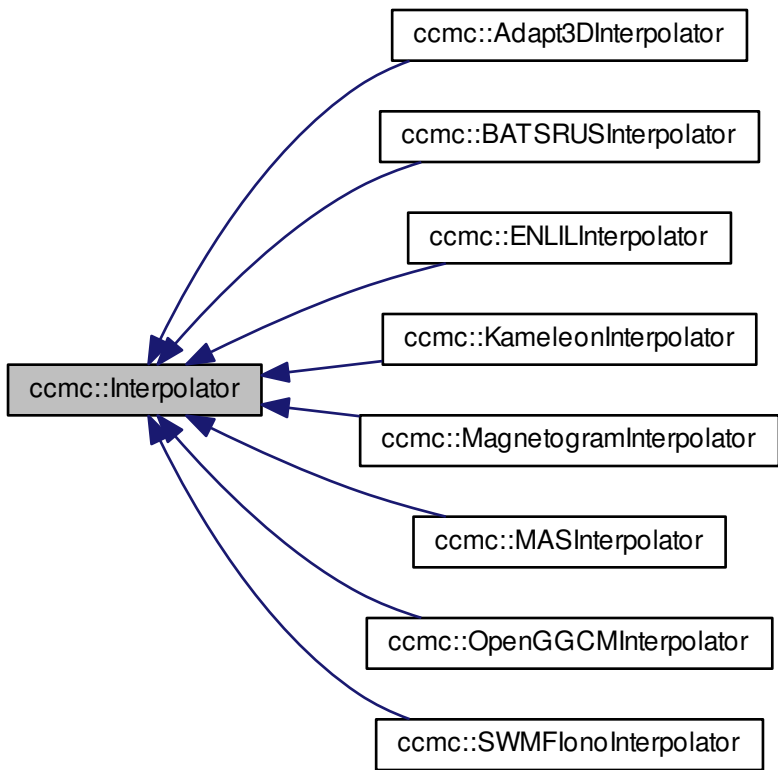 ccmc::Adapt3DInterpolator
ccmc::BATSRUSInterpolator
ccmc::ENLILInterpolator
ccmc::KameleonInterpolator
ccmc::Interpolator
ccmc::MagnetogramInterpolator
ccmc::MASInterpolator
ccmc::OpenGGCMInterpolator
ccmc::SWMFIonoInterpolator